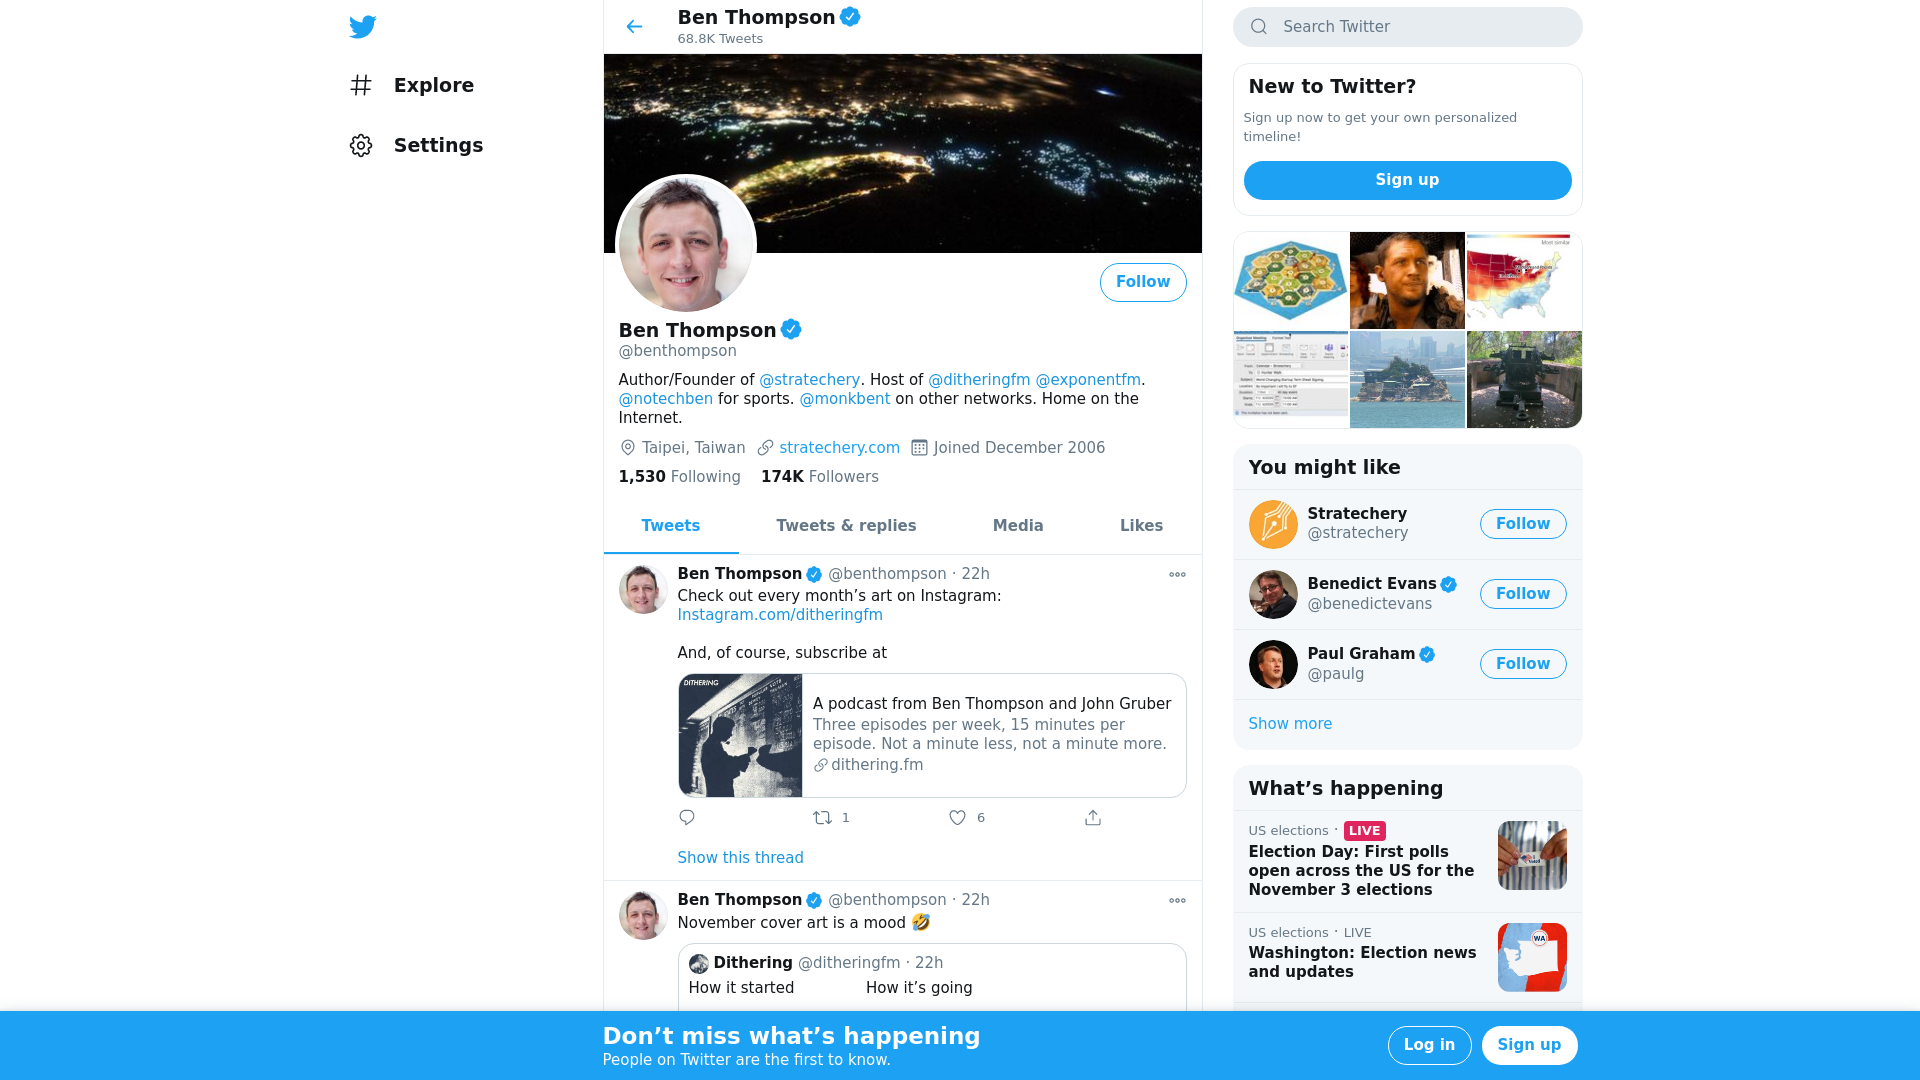 Explore
Settings
Ben Thompson
68.8K Tweets
Follow
Ben Thompson
@benthompson
Author/Founder of @stratechery. Host of @ditheringfm @exponentfm.
@notechben for sports. @monkbent on other networks. Home on the
Internet.
Taipei, Taiwan stratechery.com Joined December 2006
1,530 Following 174K Followers
Tweets Tweets & replies Media Likes
Ben Thompson @benthompson · 22h
Check out every month’s art on Instagram:
Instagram.com/ditheringfm
And, of course, subscribe at
DITHERING
A podcast from Ben Thompson and John Gruber
Three episodes per week, 15 minutes per
episode. Not a minute less, not a minute more.
dithering.fm
1 6
Show this thread
Ben Thompson @benthompson · 22h
November cover art is a mood 🤣
Dithering @ditheringfm · 22h
How it started How it’s going
Search Twitter
New to Twitter?
Sign up now to get your own personalized
timeline!
Sign up
Most similar
You might like
Stratechery
@stratechery
Follow
Benedict Evans
@benedictevans
Follow
Paul Graham
@paulg
Follow
Show more
What’s happening
US elections · LIVE
Election Day: First polls
open across the US for the
November 3 elections
US elections · LIVE
Washington: Election news
and updates
WA
Don’t miss what’s happening
People on Twitter are the first to know.
Log in
Sign up